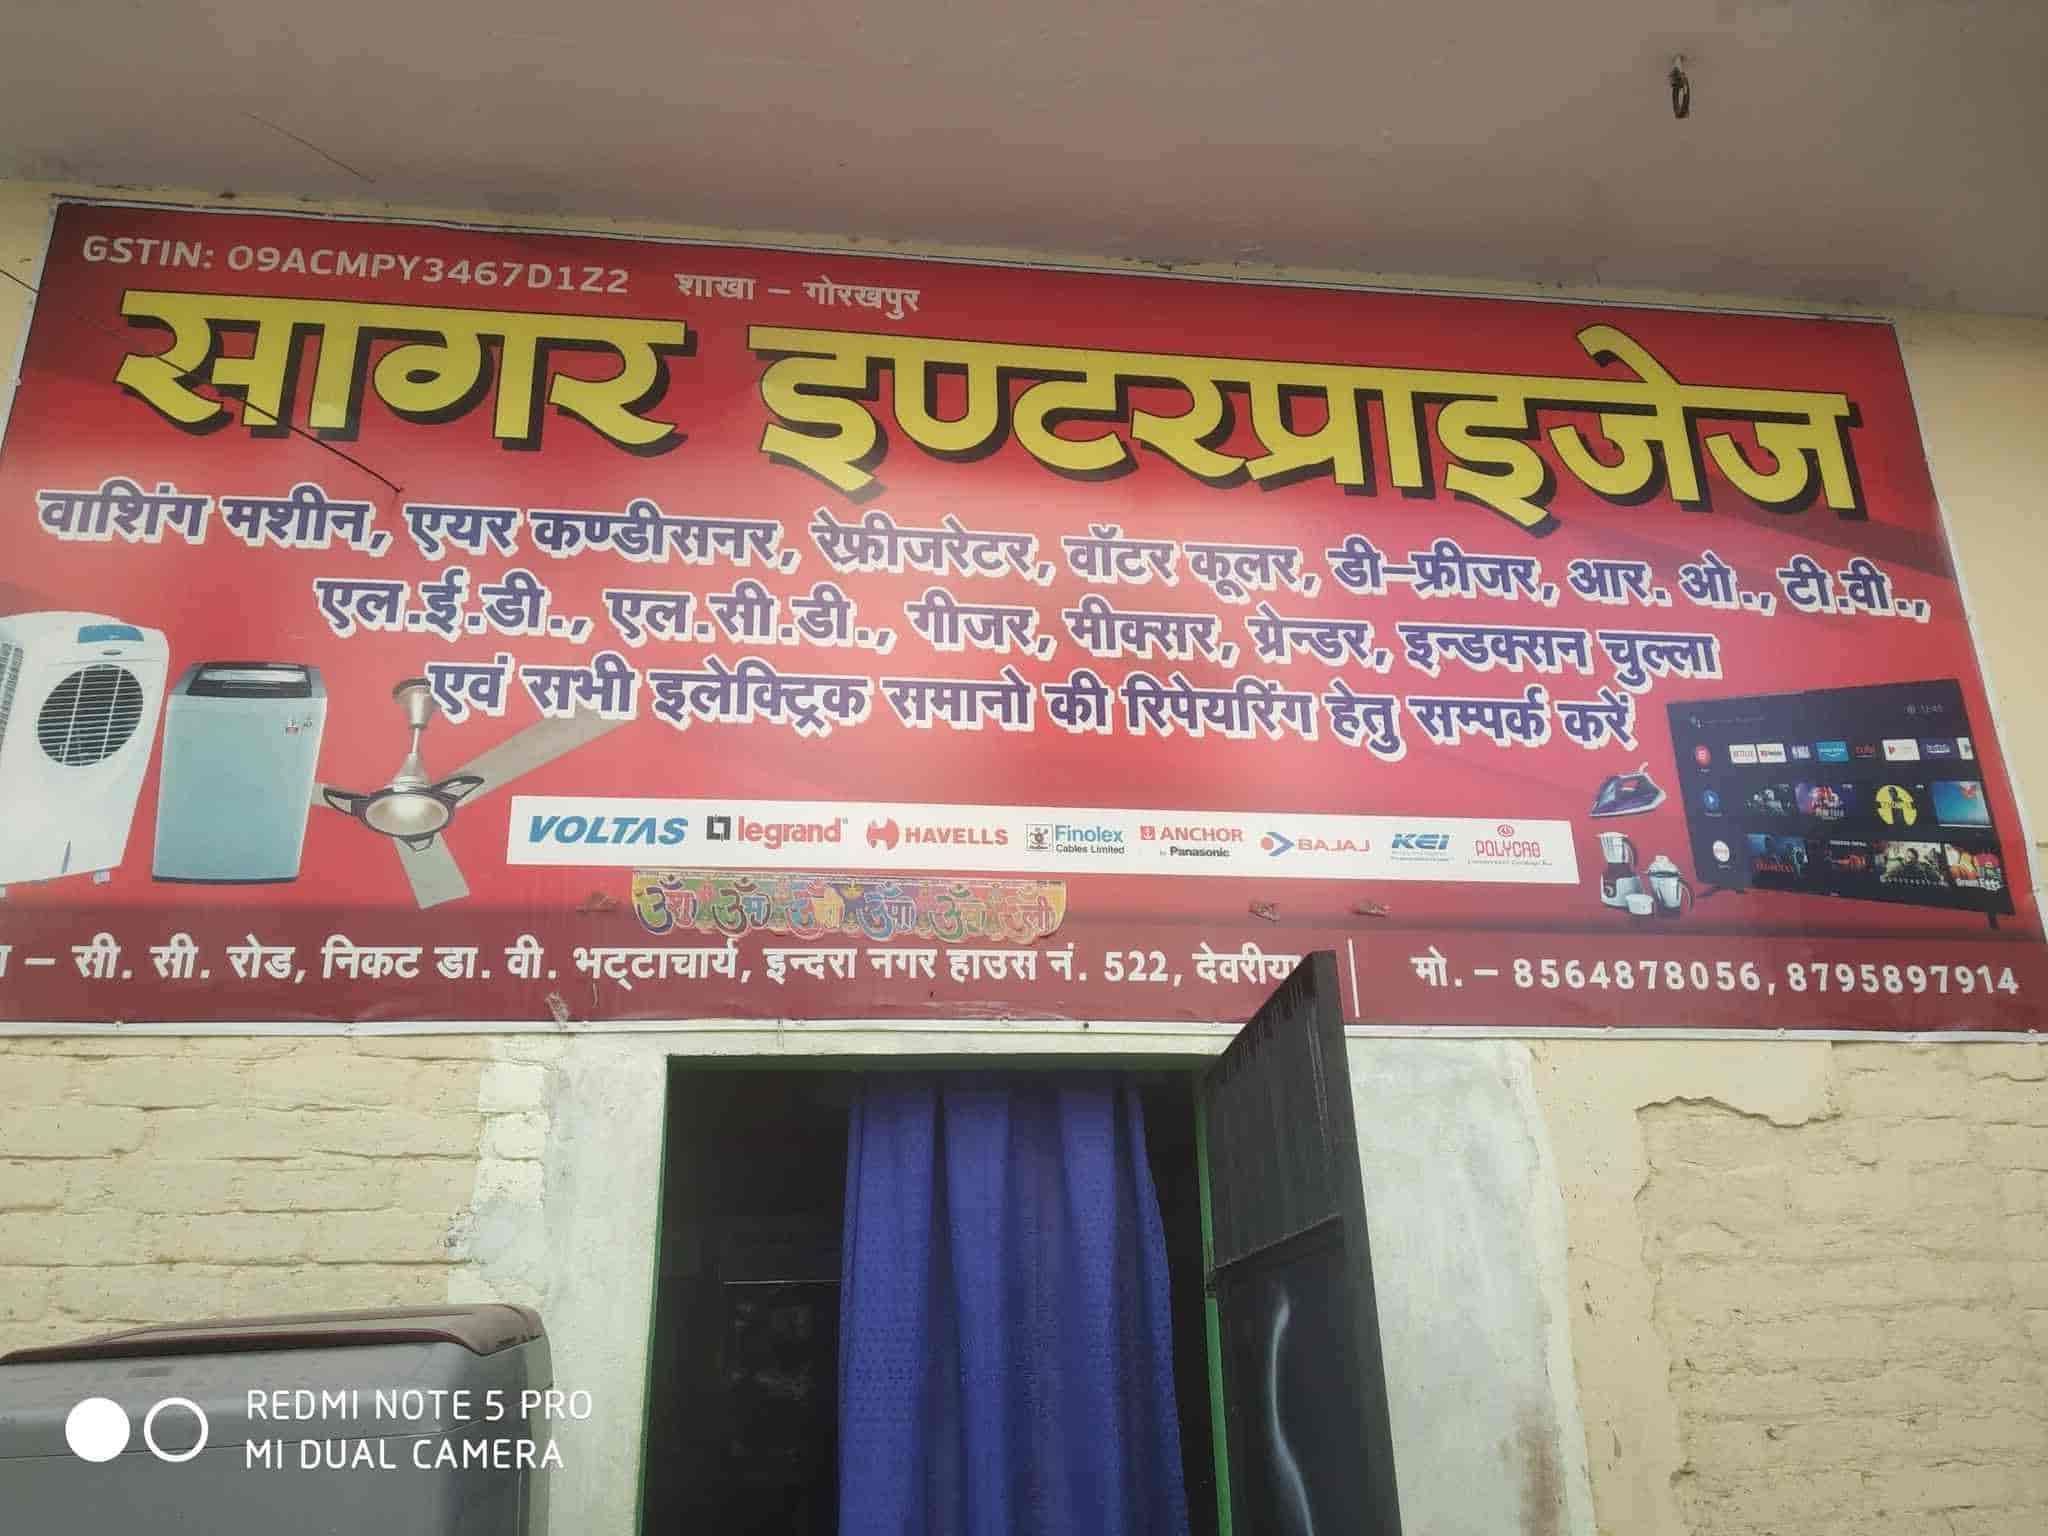 GSTIN: 09ACMPY3467D1Z2 शाखा – गोरखपुर
सागर इण्टरप्राइजेज
वाशिंग मशीन, एयर कण्डीसनर, रेफ्रीजरेटर, वॉटर कूलर, डी-फ्रीजर, आर. ओ., टी.वी.,
एल.ई.डी., एल.सी.डी., गीजर, मीक्सर, ग्रेन्डर, इन्डक्सन चुल्ला
एवं सभी इलेक्ट्रिक समानो की रिपेयरिंग हेतु सम्पर्क करें
VOLTAS legrand HAVELLS Finolex Cables Limited ANCHOR by Panasonic BAJAJ KEI POLYCAB
– सी. सी. रोड, निकट डा. वी. भट्टाचार्य, इन्दरा नगर हाउस नं. 522, देवरीया
मो. – 8564878056, 8795897914
REDMI NOTE 5 PRO
MI DUAL CAMERA